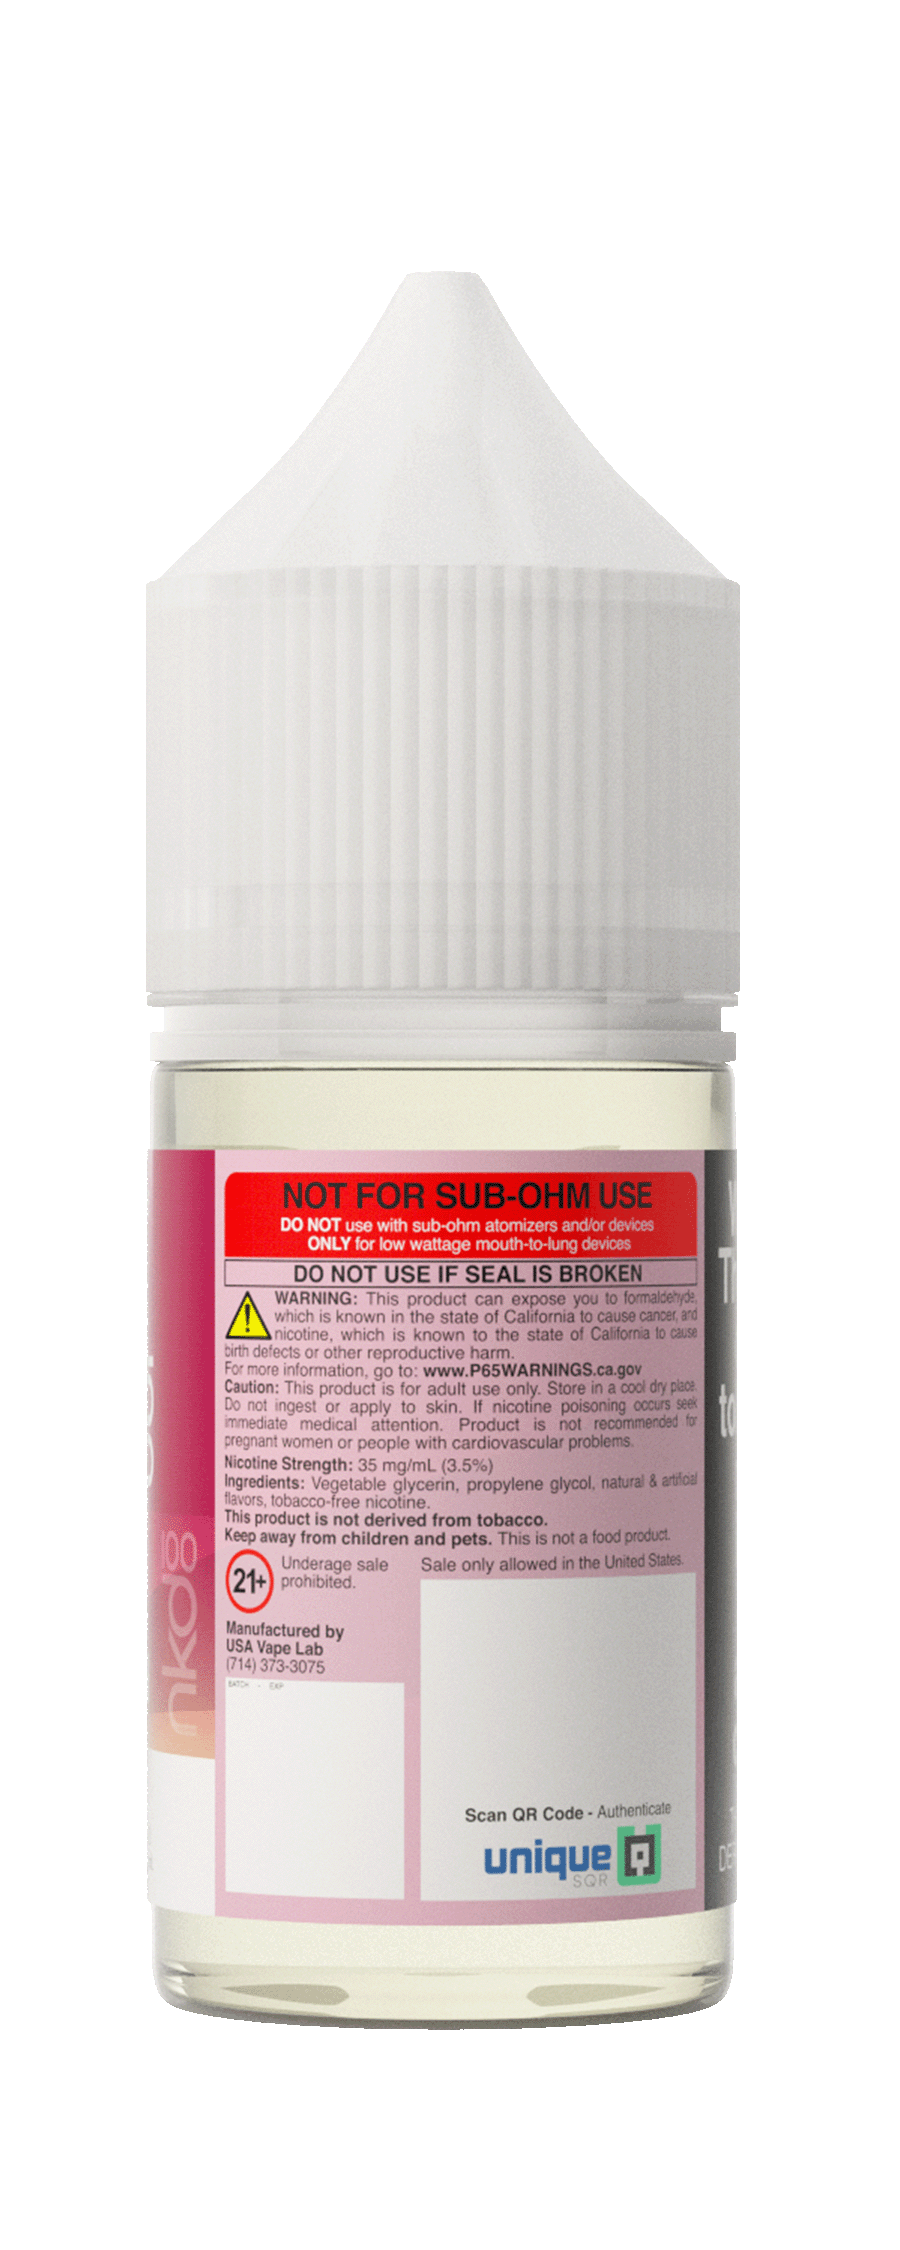 NOT FOR SUB-OHM USE
DO NOT use with sub-ohm atomizers and/or devices
ONLY for low wattage mouth-to-lung devices
DO NOT USE IF SEAL IS BROKEN
WARNING: This product can expose you to formaldehyde,
which is known in the state of California to cause cancer, and
nicotine, which is known to the state of California to cause
birth defects or other reproductive harm.
For more information, go to: www.P65WARNINGS.ca.gov
Caution: This product is for adult use only. Store in a cool dry place.
Do not ingest or apply to skin. If nicotine poisoning occurs seek
immediate medical attention. Product is not recommended for
pregnant women or people with cardiovascular problems.
Nicotine Strength: 35 mg/mL (3.5%)
Ingredients: Vegetable glycerin, propylene glycol, natural & artificial
flavors, tobacco-free nicotine.
This product is not derived from tobacco.
Keep away from children and pets. This is not a food product.
21+
Underage sale
prohibited.
Sale only allowed in the United States.
Manufactured by
USA Vape Lab
(714) 373-3075
BATCH - EXP
Scan QR Code - Authenticate
unique
SQR